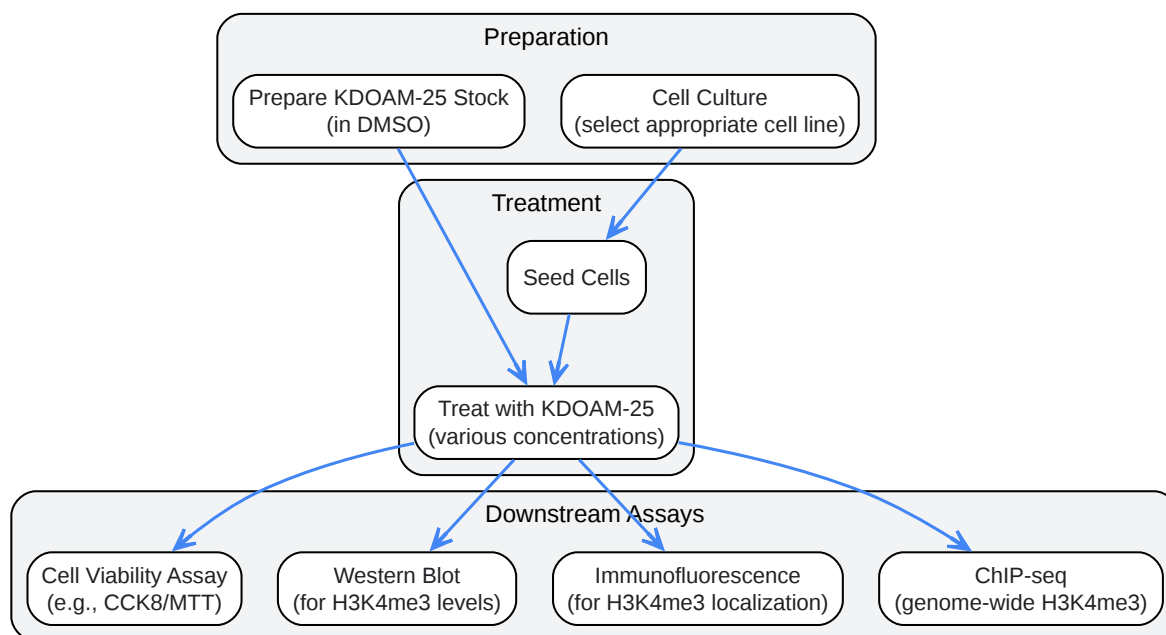 Preparation
Prepare KDOAM-25 Stock
(in DMSO)
Cell Culture
(select appropriate cell line)
Treatment
Seed Cells
Treat with KDOAM-25
(various concentrations)
Downstream Assays
Cell Viability Assay
(e.g., CCK8/MTT)
Western Blot
(for H3K4me3 levels)
Immunofluorescence
(for H3K4me3 localization)
ChIP-seq
(genome-wide H3K4me3)